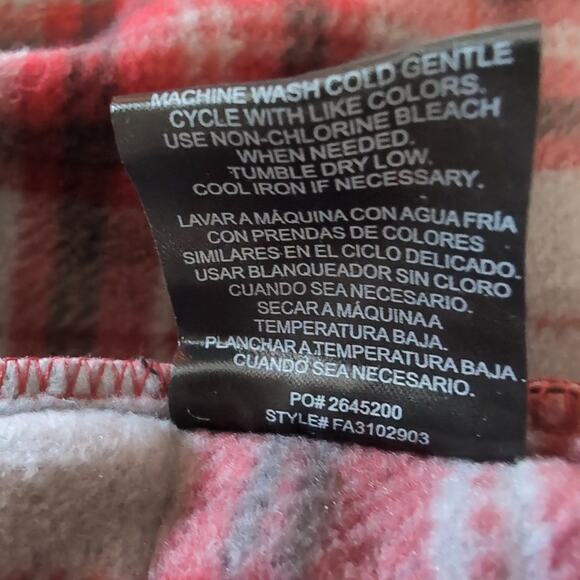 MACHINE WASH COLD GENTLE
CYCLE WITH LIKE COLORS.
USE NON-CHLORINE BLEACH
WHEN NEEDED.
TUMBLE DRY LOW.
COOL IRON IF NECESSARY.
LAVAR A MÁQUINA CON AGUA FRÍA
CON PRENDAS DE COLORES
SIMILARES EN EL CICLO DELICADO.
USAR BLANQUEADOR SIN CLORO
CUANDO SEA NECESARIO.
SECAR A MÁQUINA A
TEMPERATURA BAJA.
PLANCHAR A TEMPERATURA BAJA
CUANDO SEA NECESARIO.
PO# 2645200
STYLE# FA3102903